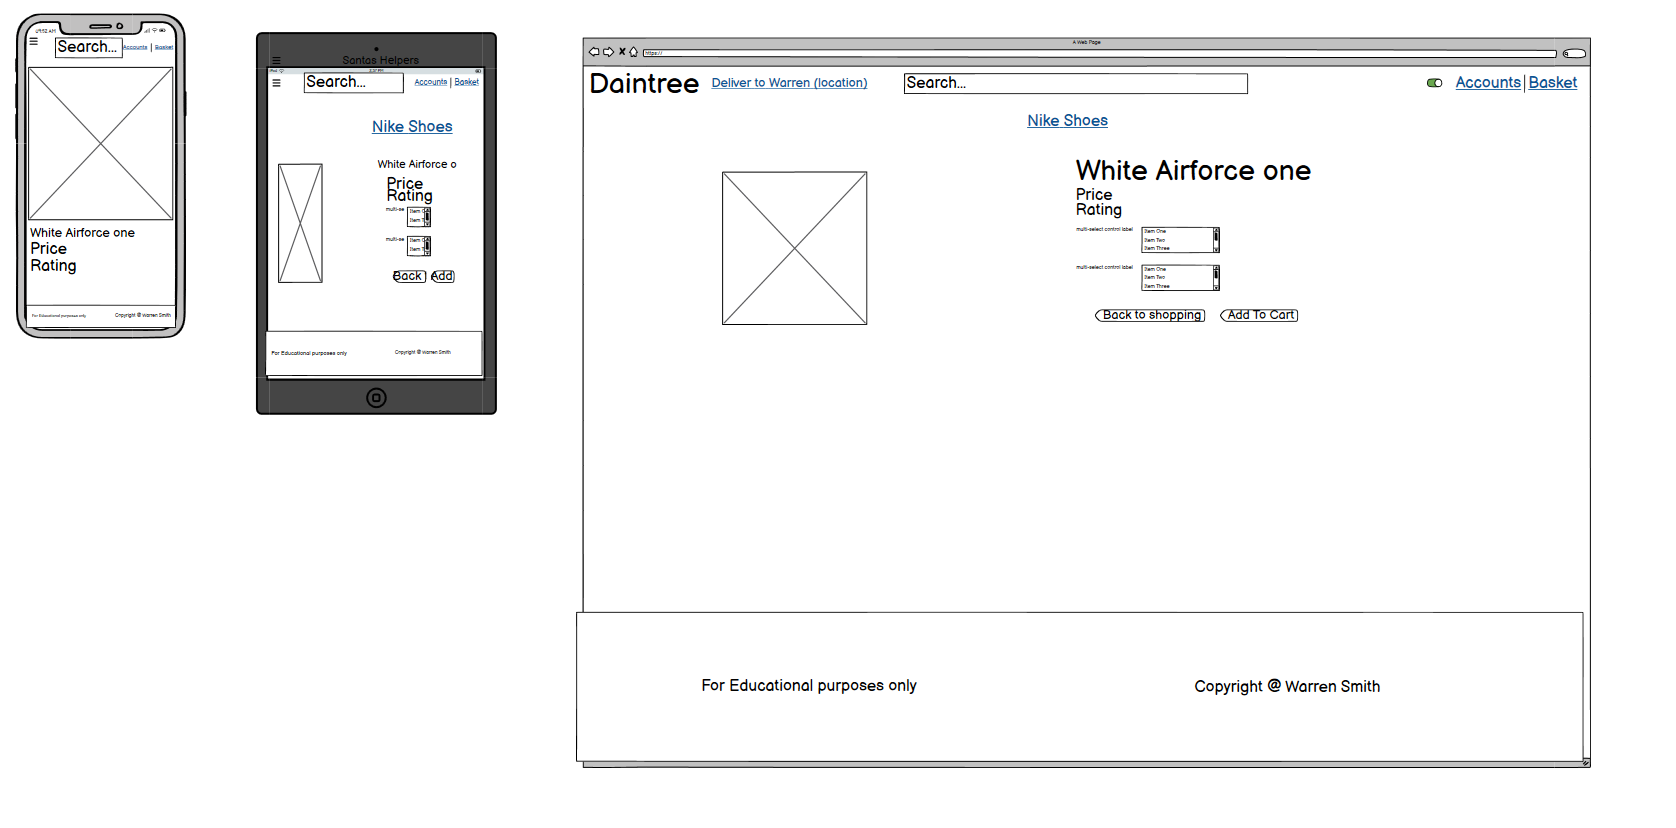 09:52 AM
Search...
Accounts
Basket
White Airforce one
Price
Rating
For Educational purposes only
Copyright @ Warren Smith
Santas Helpers
iPad
Search...
Accounts
Basket
Nike Shoes
White Airforce o
Price
Rating
multi-se
Item
Item T
multi-se
Item
Item T
Back
Add
For Educational purposes only
Copyright @ Warren Smith
A Web Page
https://
Daintree
Deliver to Warren (location)
Search...
Accounts
Basket
Nike Shoes
White Airforce one
Price
Rating
multi-select control label
Item One
Item Two
Item Three
multi-select control label
Item One
Item Two
Item Three
Back to shopping
Add To Cart
For Educational purposes only
Copyright @ Warren Smith